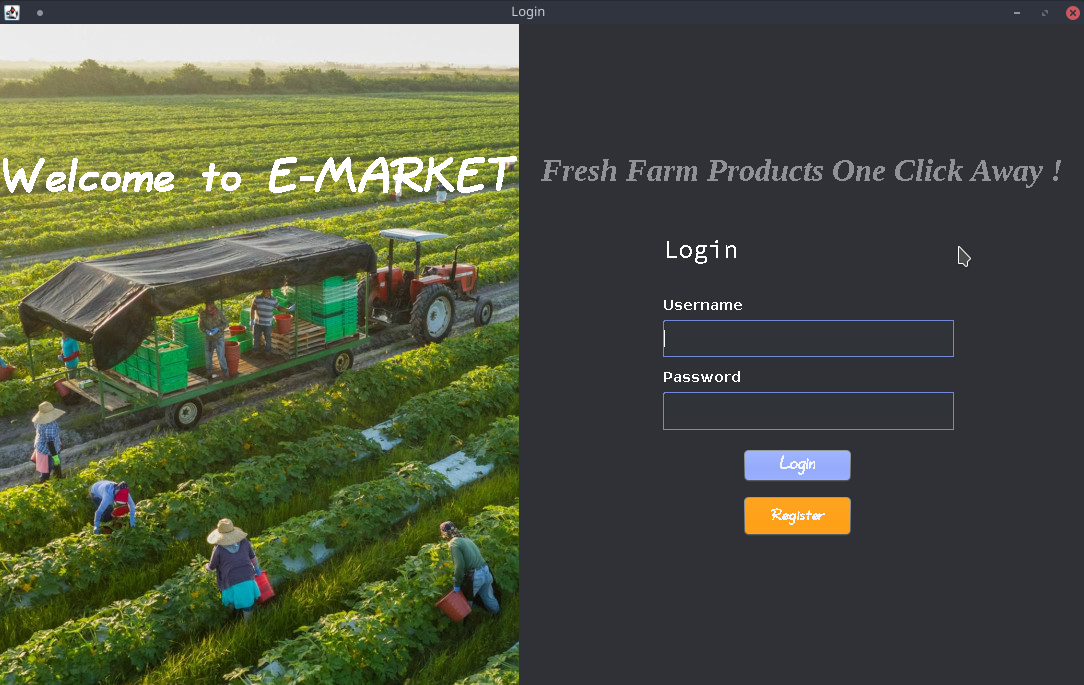 Login
Welcome to E-MARKET
Fresh Farm Products One Click Away !
Login
Username
Password
Login
Register